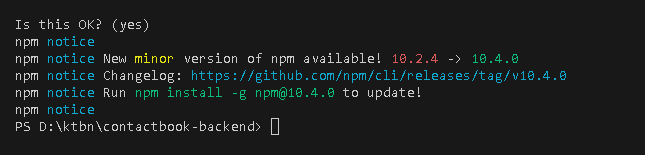 Is this OK? (yes)
npm notice
npm notice New minor version of npm available! 10.2.4 -> 10.4.0
npm notice Changelog: https://github.com/npm/cli/releases/tag/v10.4.0
npm notice Run npm install -g npm@10.4.0 to update!
npm notice
PS D:\ktbn\contactbook-backend>